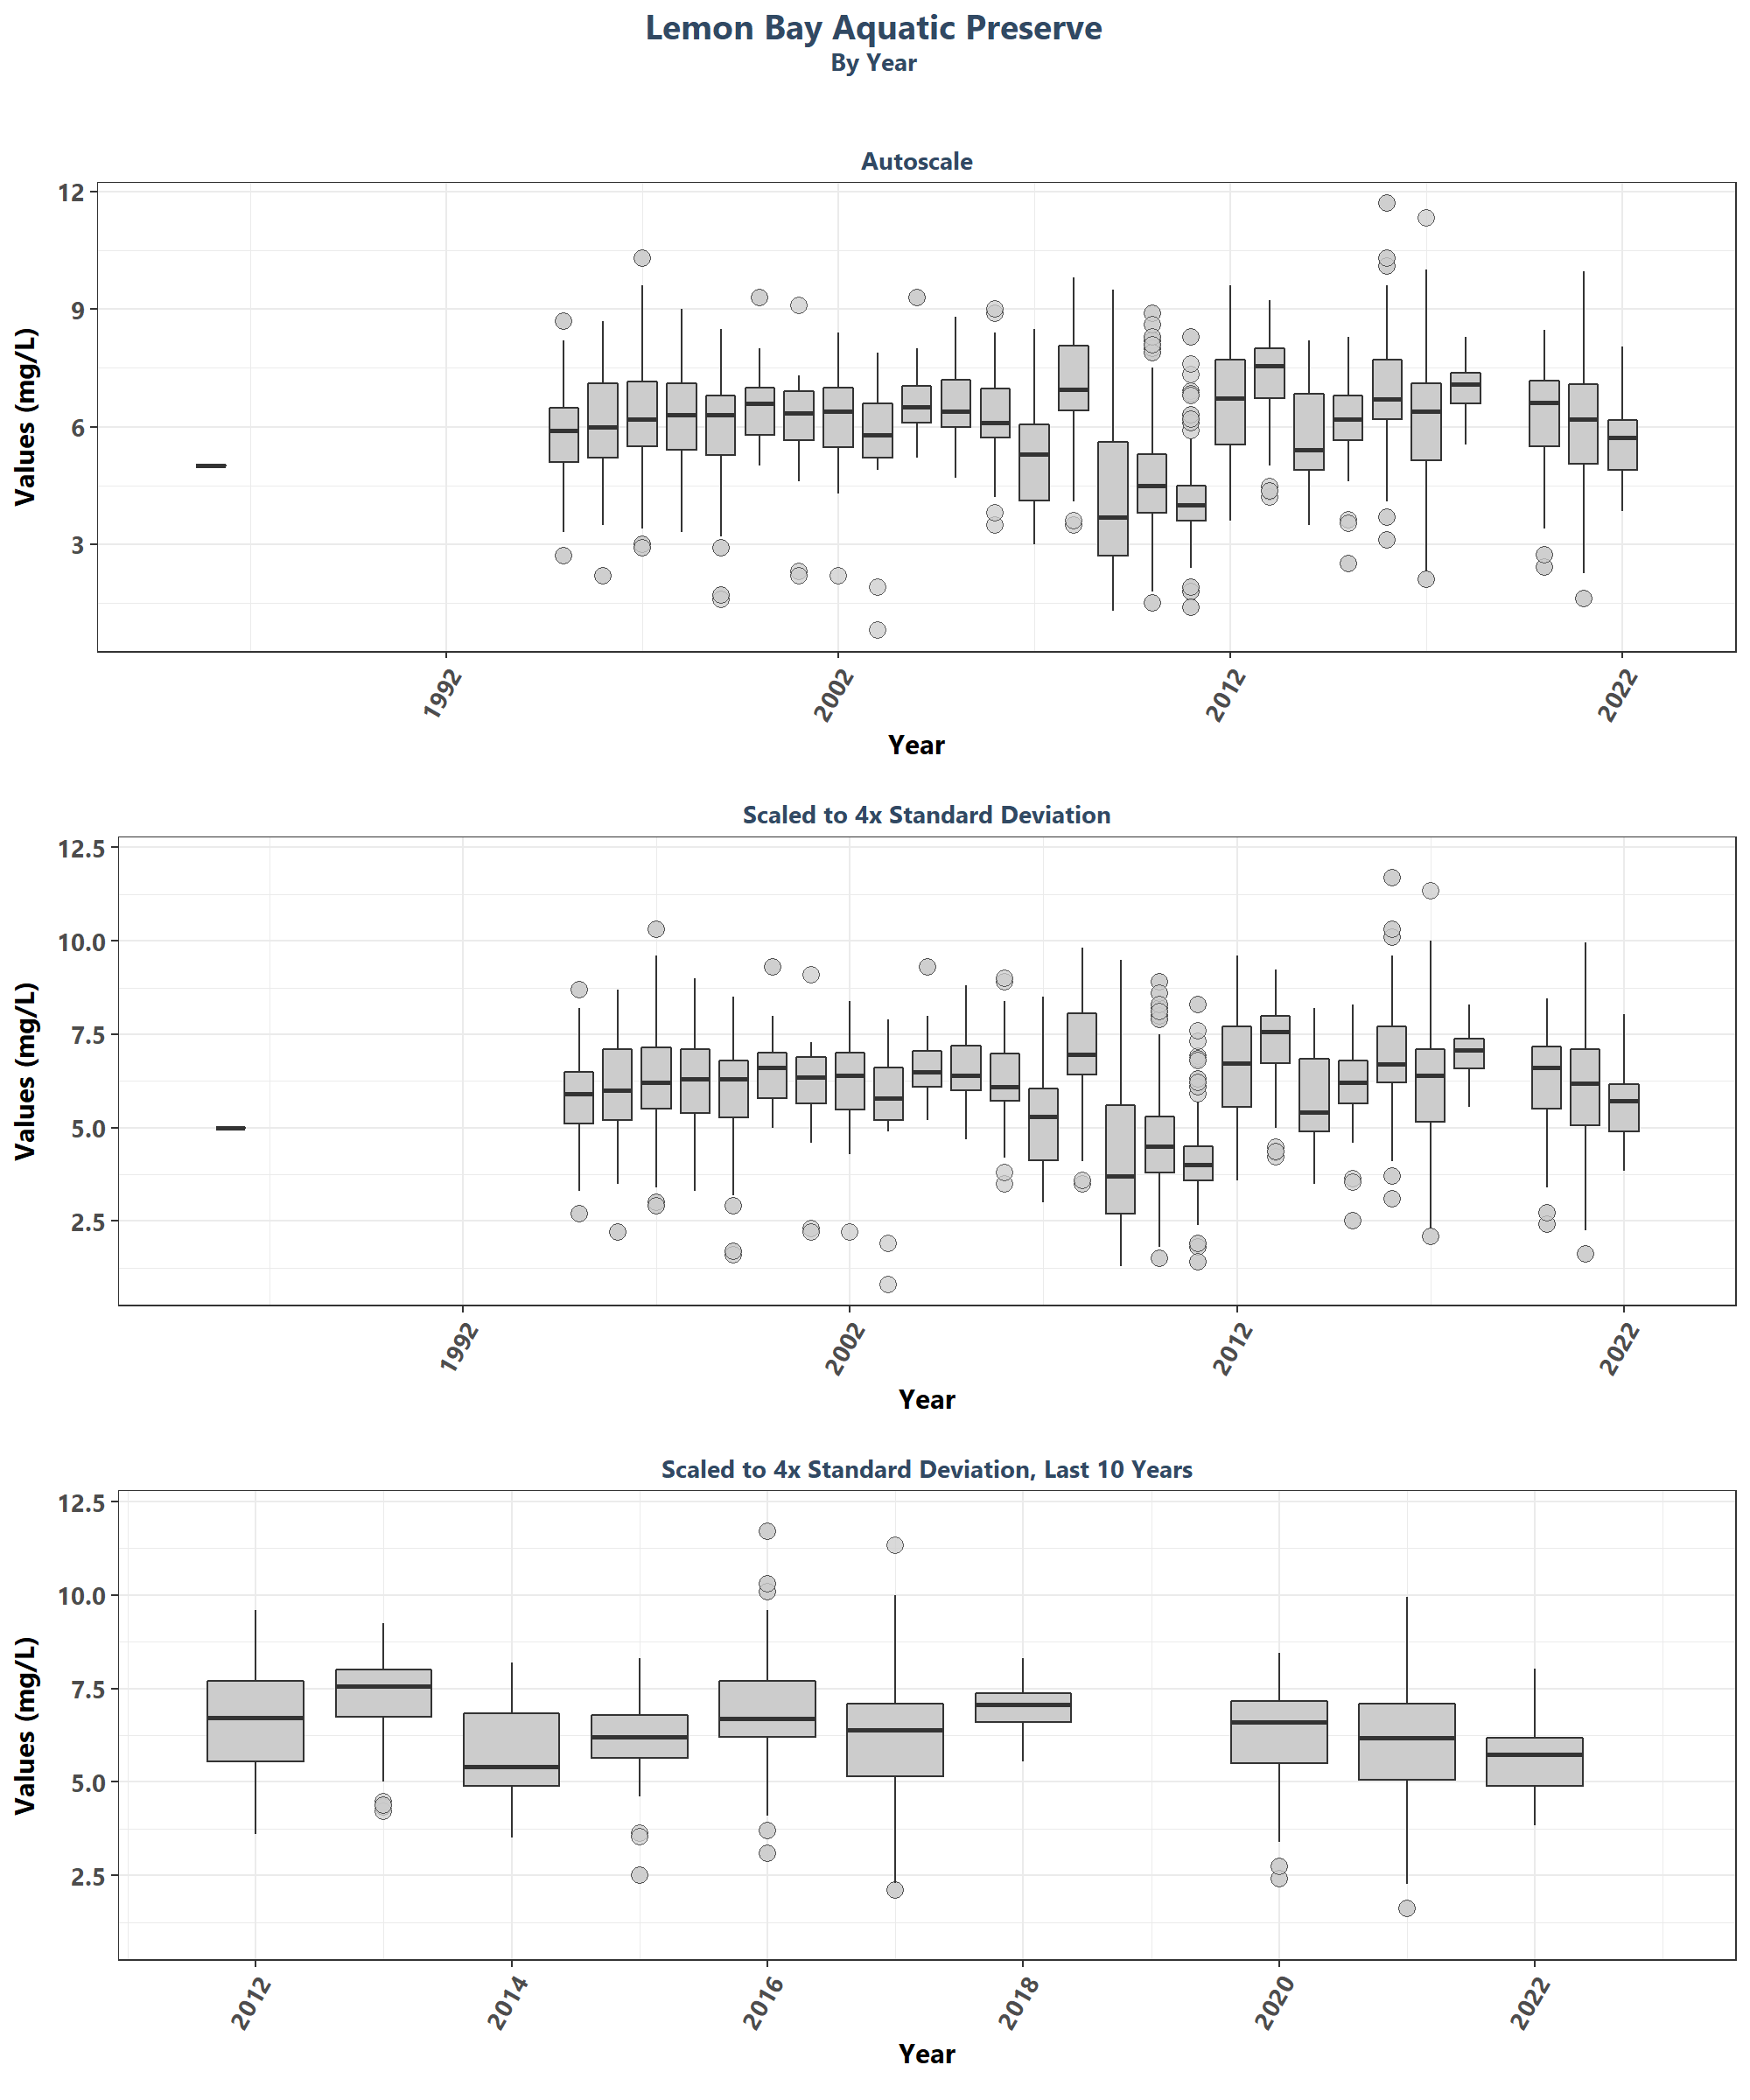 Lemon Bay Aquatic Preserve
By Year
Autoscale
12
9
6
3
Values (mg/L)
1992
2002
2012
2022
Year
Scaled to 4x Standard Deviation
12.5
10.0
7.5
5.0
2.5
Values (mg/L)
1992
2002
2012
2022
Year
Scaled to 4x Standard Deviation, Last 10 Years
12.5
10.0
7.5
5.0
2.5
Values (mg/L)
2012
2014
2016
2018
2020
2022
Year